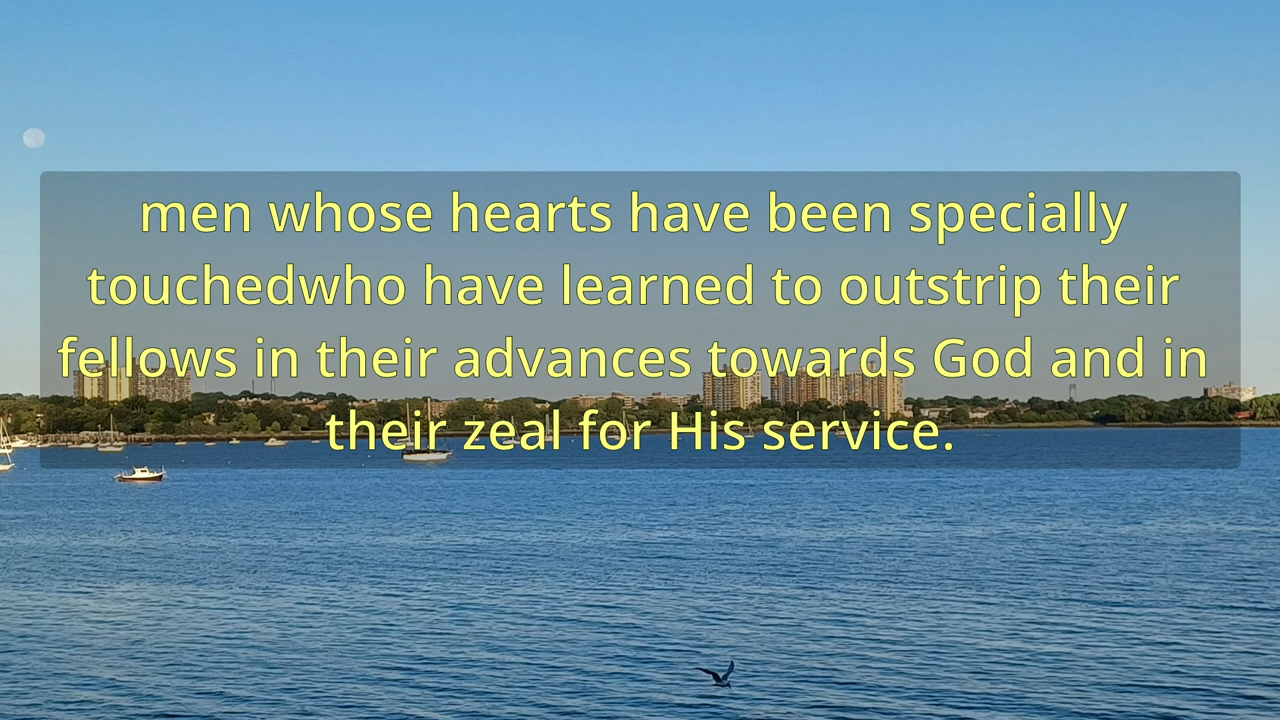 men whose hearts have been specially
touchedwho have learned to outstrip their
fellows in their advances towards God and in
their zeal for His service.